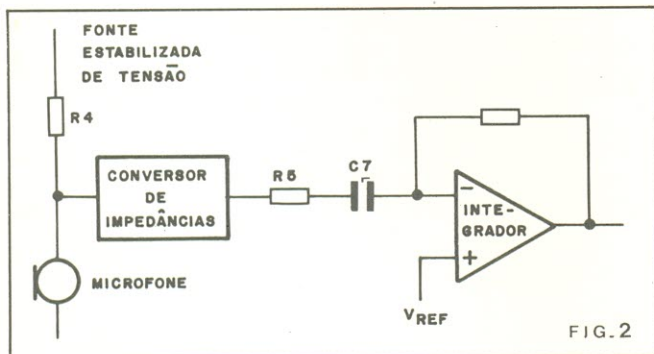 FONTE
ESTABILIZADA
DE TENSÃO
R4
CONVERSOR
DE
IMPEDÂNCIAS
R5
C7
INTE-
GRADOR
MICROFONE
VREF
FIG. 2